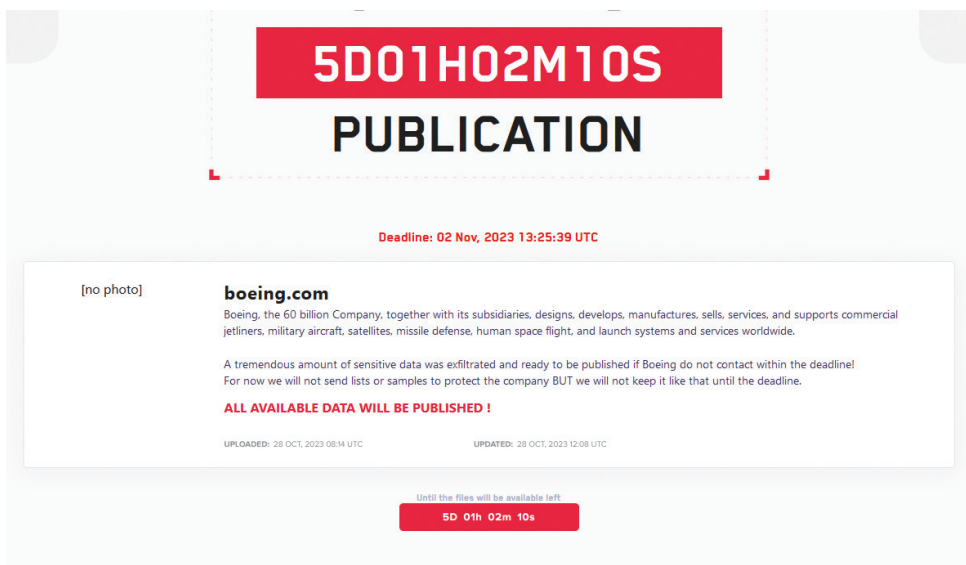 5D01H02M10S
PUBLICATION
Deadline: 02 Nov, 2023 13:25:39 UTC
[no photo]
boeing.com
Boeing, the 60 billion Company, together with its subsidiaries, designs, develops, manufactures, sells, services, and supports commercial
jetliners, military aircraft, satellites, missile defense, human space flight, and launch systems and services worldwide.
A tremendous amount of sensitive data was exfiltrated and ready to be published if Boeing do not contact within the deadline!
For now we will not send lists or samples to protect the company BUT we will not keep it like that until the deadline.
ALL AVAILABLE DATA WILL BE PUBLISHED !
UPLOADED: 28 OCT, 2023 08:14 UTC UPDATED: 28 OCT, 2023 12:08 UTC
Until the files will be available left
5D 01h 02m 10s